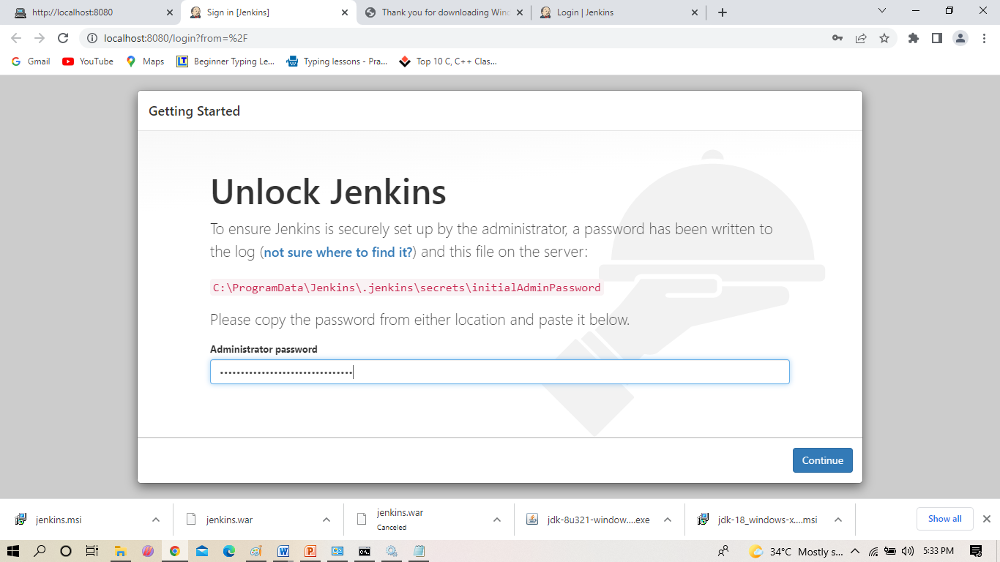 http://localhost:8080
Sign in [Jenkins]
Thank you for downloading Winc
Login | Jenkins
localhost:8080/login?from=%2F
Gmail
YouTube
Maps
Beginner Typing Le...
Typing lessons - Pra...
Top 10 C, C++ Clas...
Getting Started
Unlock Jenkins
To ensure Jenkins is securely set up by the administrator, a password has been written to
the log (not sure where to find it?) and this file on the server:
C:\ProgramData\Jenkins\.jenkins\secrets\initialAdminPassword
Please copy the password from either location and paste it below.
Administrator password
••••••••••••••••••••••••••••••••
Continue
jenkins.msi
jenkins.war
jenkins.war
Canceled
jdk-8u321-window....exe
jdk-18_windows-x....msi
Show all
34°C Mostly s...
5:33 PM